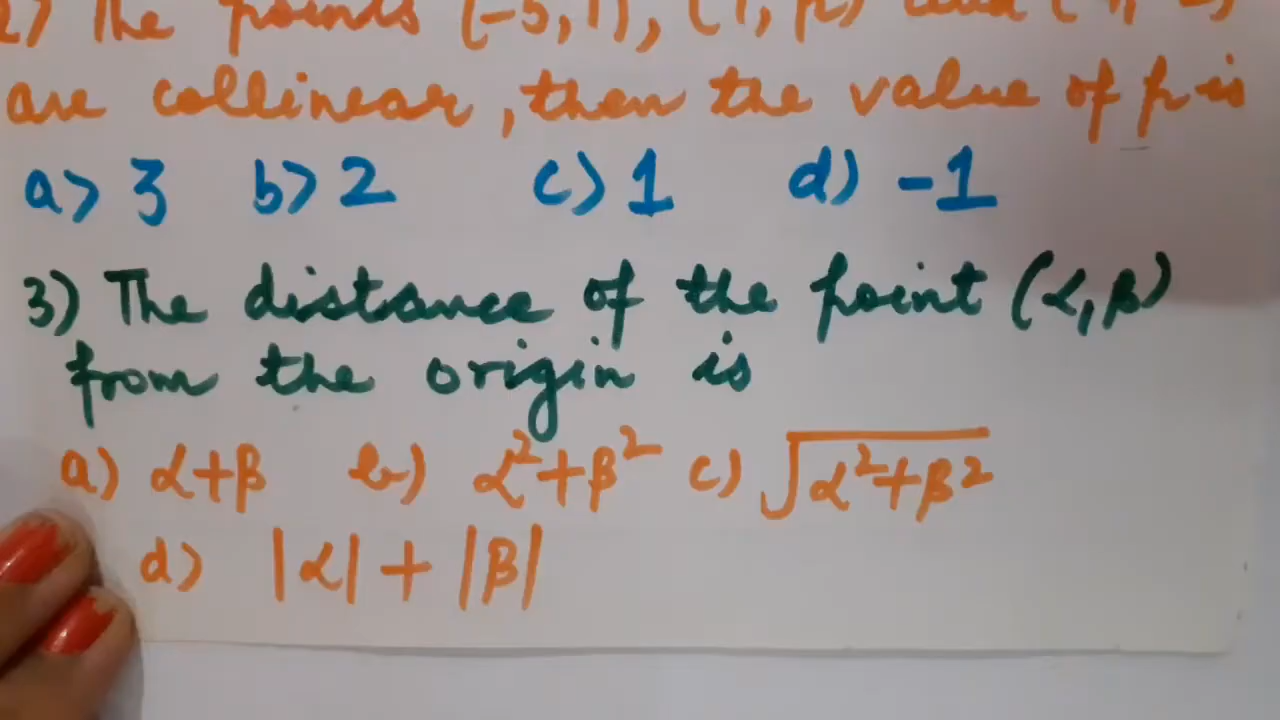 The points (-5,1), (1,p) and
are collinear, then the value of p is
a) 3 b) 2 c) 1 d) -1
3) The distance of the point (α,β)
from the origin is
a) α+β b) α²+β² c) √α²+β²
d) |α| + |β|